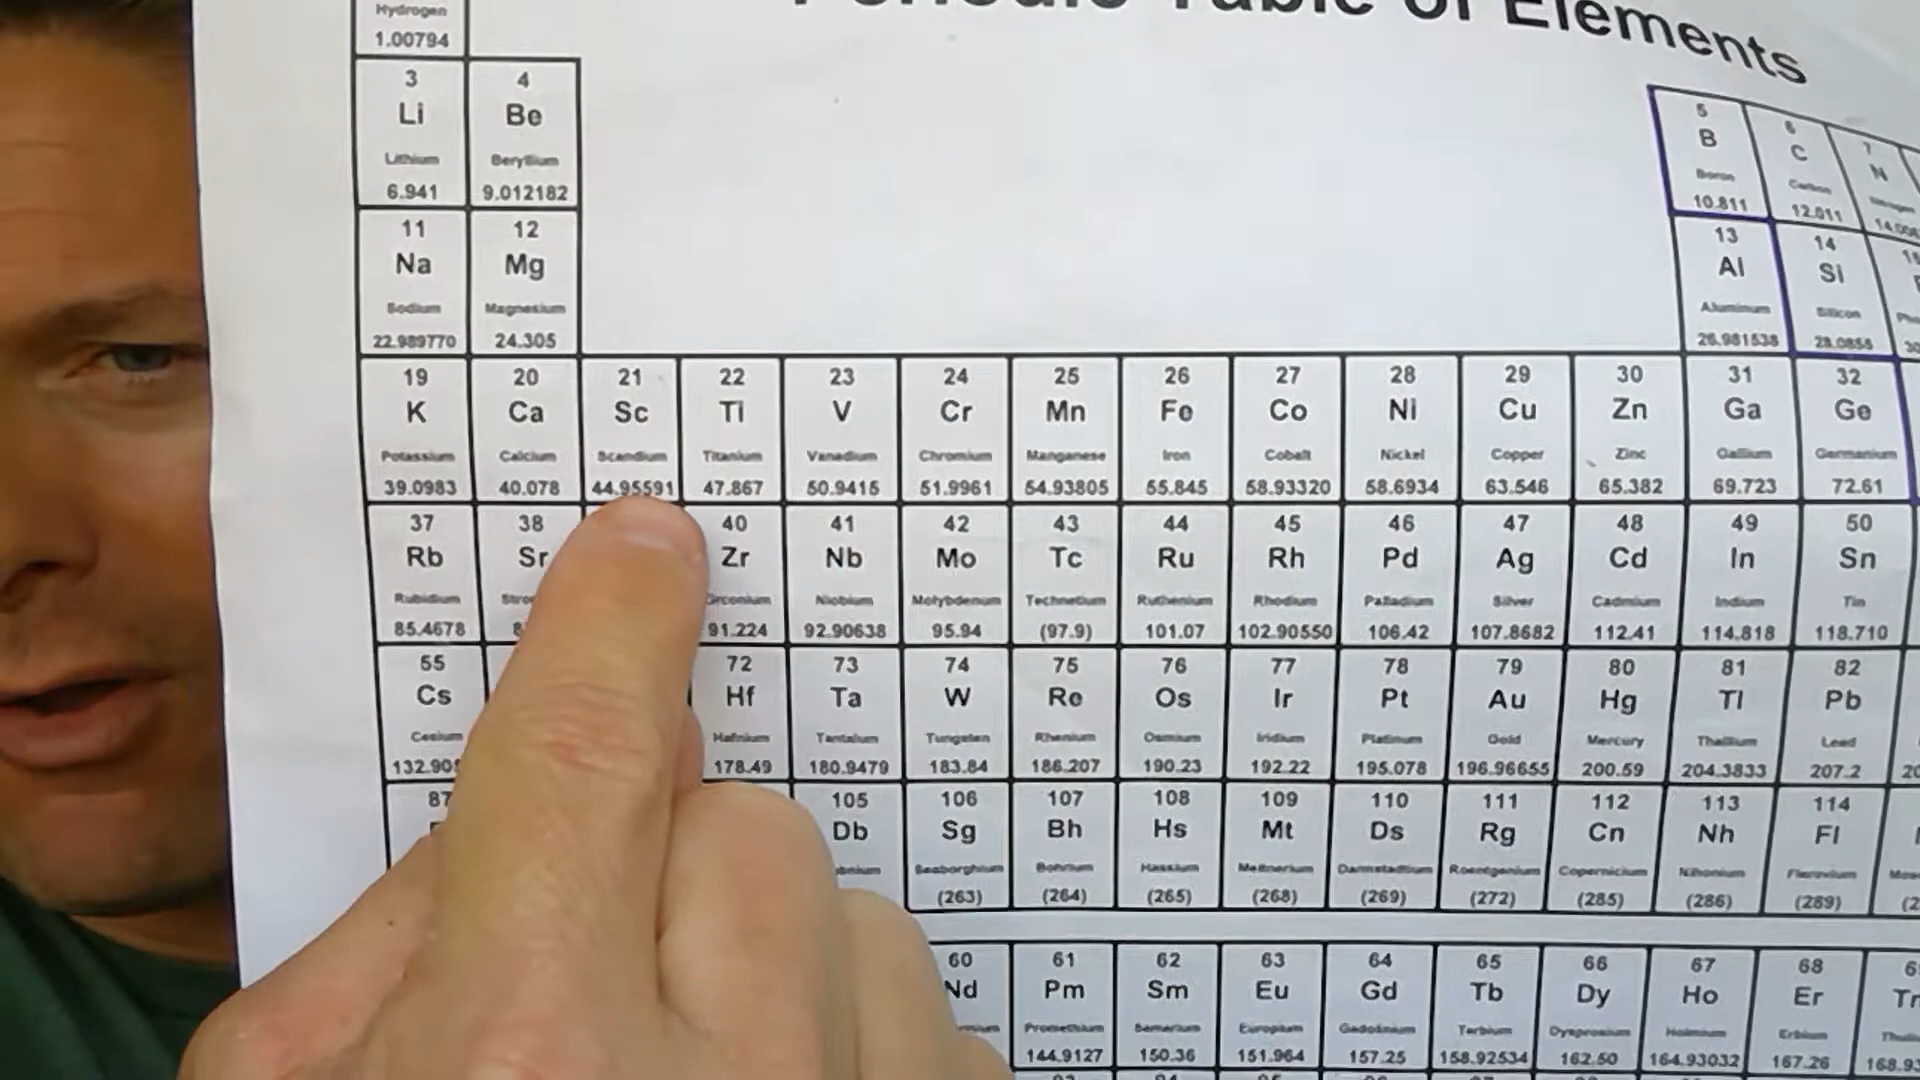 Periodic Table of Elements
Hydrogen
1.00794
3 4
Li Be
Lithium Beryllium
6.941 9.012182
5 6 7
B C N
Boron Carbon Nitrogen
10.811 12.011
11 12
Na Mg
Sodium Magnesium
22.989770 24.305
13 14
Al Si
Aluminum Silicon
26.981538 28.0855
19 20 21 22 23 24 25 26 27 28 29 30 31 32
K Ca Sc Ti V Cr Mn Fe Co Ni Cu Zn Ga Ge
Potassium Calcium Scandium Titanium Vanadium Chromium Manganese Iron Cobalt Nickel Copper Zinc Gallium Germanium
39.0983 40.078 44.95591 47.867 50.9415 51.9961 54.93805 55.845 58.93320 58.6934 63.546 65.382 69.723 72.61
37 38 40 41 42 43 44 45 46 47 48 49 50
Rb Sr Zr Nb Mo Tc Ru Rh Pd Ag Cd In Sn
Rubidium Zirconium Niobium Molybdenum Technetium Ruthenium Rhodium Palladium Silver Cadmium Indium Tin
85.4678 91.224 92.90638 95.94 (97.9) 101.07 102.90550 106.42 107.8682 112.41 114.818 118.710
55 72 73 74 75 76 77 78 79 80 81 82
Cs Hf Ta W Re Os Ir Pt Au Hg Tl Pb
Cesium Hafnium Tantalum Tungsten Rhenium Osmium Iridium Platinum Gold Mercury Thallium Lead
132.90 178.49 180.9479 183.84 186.207 190.23 192.22 195.078 196.96655 200.59 204.3833 207.2
87 105 106 107 108 109 110 111 112 113 114
Db Sg Bh Hs Mt Ds Rg Cn Nh Fl
Seaborghium Bohrium Hassium Meitnerium Darmstadtium Roentgenium Copernicium Nihonium Flerovium
(263) (264) (265) (268) (269) (272) (285) (286) (289)
60 61 62 63 64 65 66 67 68
Nd Pm Sm Eu Gd Tb Dy Ho Er
Promethium Samarium Europium Gadolinium Terbium Dysprosium Holmium Erbium
144.9127 150.36 151.964 157.25 158.92534 162.50 164.93032 167.26 168.93